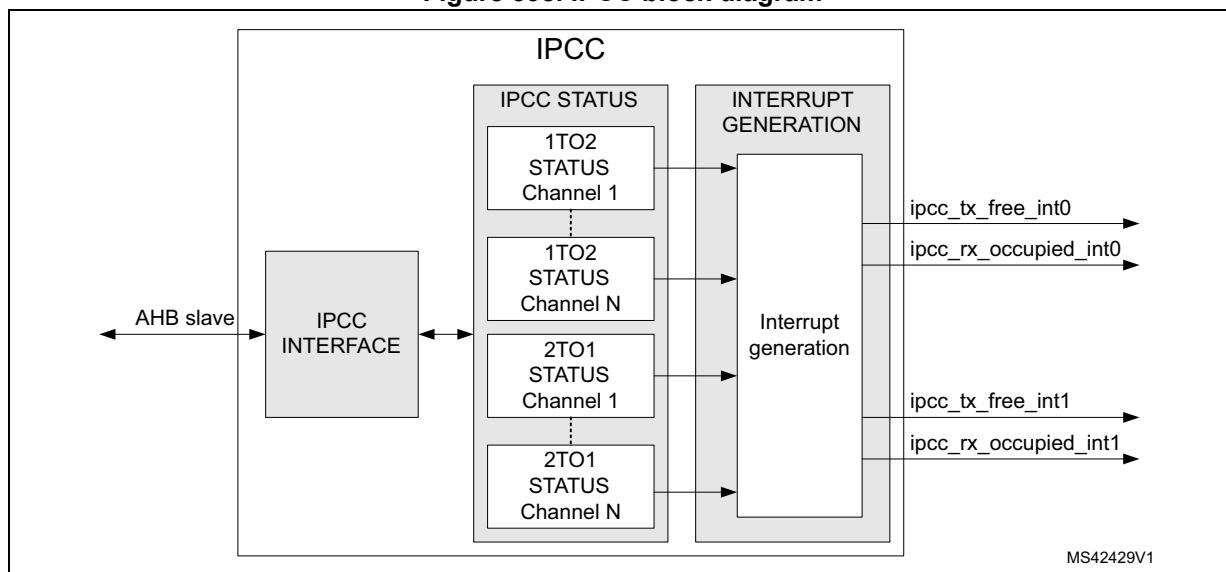 IPCC
IPCC STATUS
INTERRUPT
GENERATION
1TO2
STATUS
Channel 1
ipcc_tx_free_int0
1TO2
STATUS
Channel N
ipcc_rx_occupied_int0
AHB slave
IPCC
INTERFACE
Interrupt
generation
2TO1
STATUS
Channel 1
ipcc_tx_free_int1
2TO1
STATUS
Channel N
ipcc_rx_occupied_int1
MS42429V1